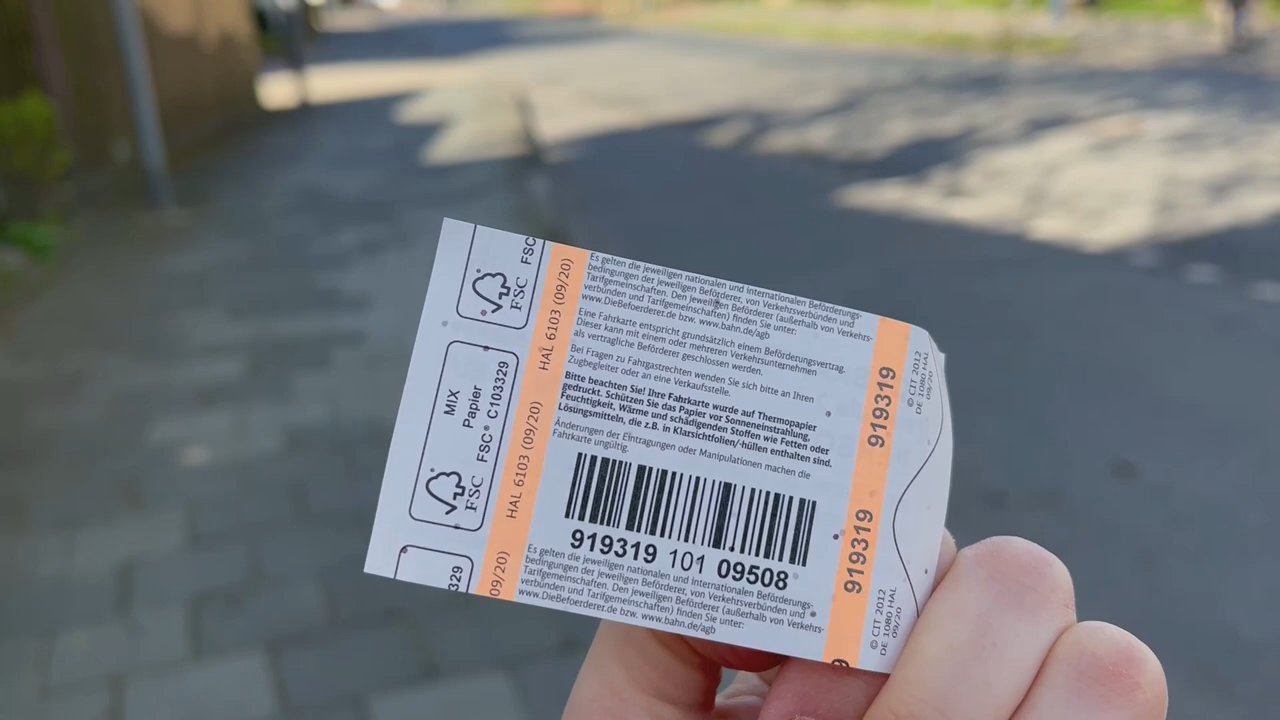 FSC
FSC
MIX
Papier
FSC® C103329
FSC
329
HAL 6103 (09/20)
HAL 6103 (09/20)
09/20)
Es gelten die jeweiligen nationalen und internationalen Beförderungs-
bedingungen der jeweiligen Beförderer, von Verkehrsverbünden und
Tarifgemeinschaften. Den jeweiligen Beförderer (außerhalb von Verkehrs-
verbünden und Tarifgemeinschaften) finden Sie unter:
www.DieBefoerderer.de bzw. www.bahn.de/agb
Eine Fahrkarte entspricht grundsätzlich einem Beförderungsvertrag.
Dieser kann mit einem oder mehreren Verkehrsunternehmen
als vertragliche Beförderer geschlossen werden.
Bei Fragen zu Fahrgastrechten wenden Sie sich bitte an Ihren
Zugbegleiter oder an eine Verkaufsstelle.
Bitte beachten Sie! Ihre Fahrkarte wurde auf Thermopapier
gedruckt. Schützen Sie das Papier vor Sonneneinstrahlung,
Feuchtigkeit, Wärme und schädigenden Stoffen wie Fetten oder
Lösungsmitteln, die z.B. in Klarsichtfolien/-hüllen enthalten sind.
Änderungen der Eintragungen oder Manipulationen machen die
Fahrkarte ungültig.
919319 101 09508
Es gelten die jeweiligen nationalen und internationalen Beförderungs-
bedingungen der jeweiligen Beförderer, von Verkehrsverbünden und
Tarifgemeinschaften. Den jeweiligen Beförderer (außerhalb von Verkehrs-
verbünden und Tarifgemeinschaften) finden Sie unter:
www.DieBefoerderer.de bzw. www.bahn.de/agb
919319
919319
© CIT 2012
DE 1080 HAL
09/20
© CIT 2012
DE 1080 HAL
09/20